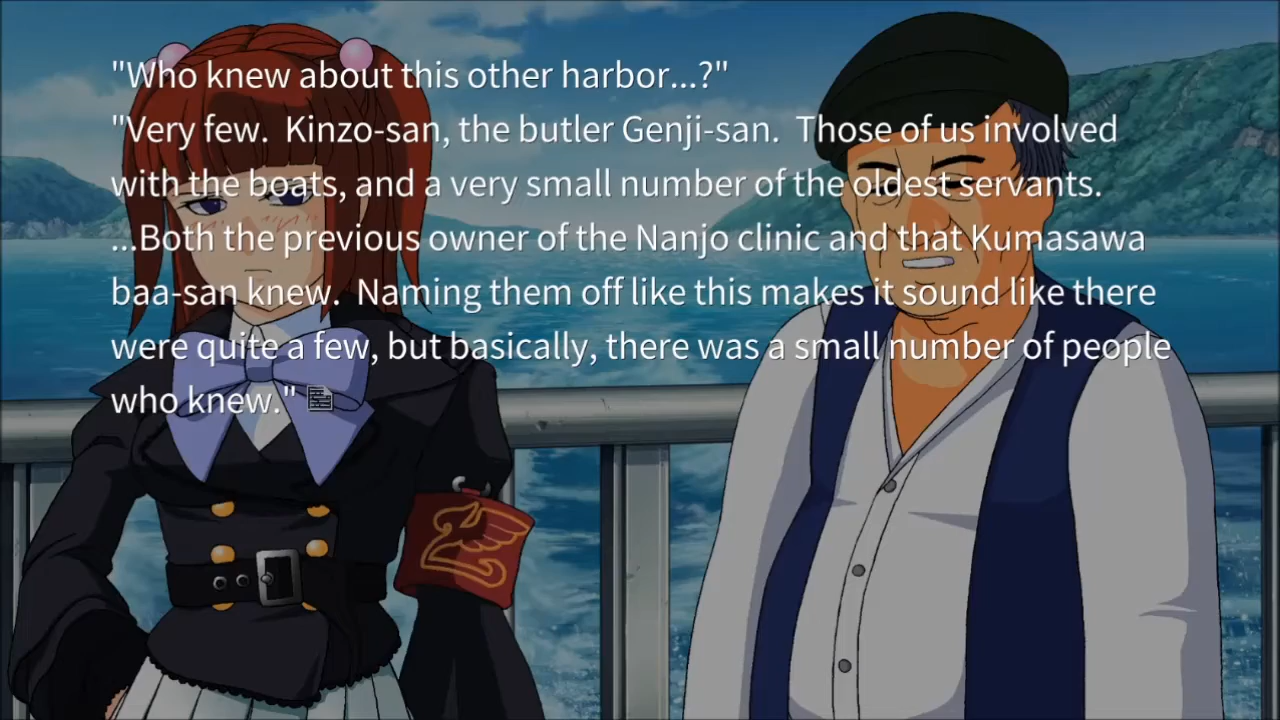 "Who knew about this other harbor...?"
"Very few.  Kinzo-san, the butler Genji-san.  Those of us involved
with the boats, and a very small number of the oldest servants.
...Both the previous owner of the Nanjo clinic and that Kumasawa
baa-san knew.  Naming them off like this makes it sound like there
were quite a few, but basically, there was a small number of people
who knew."